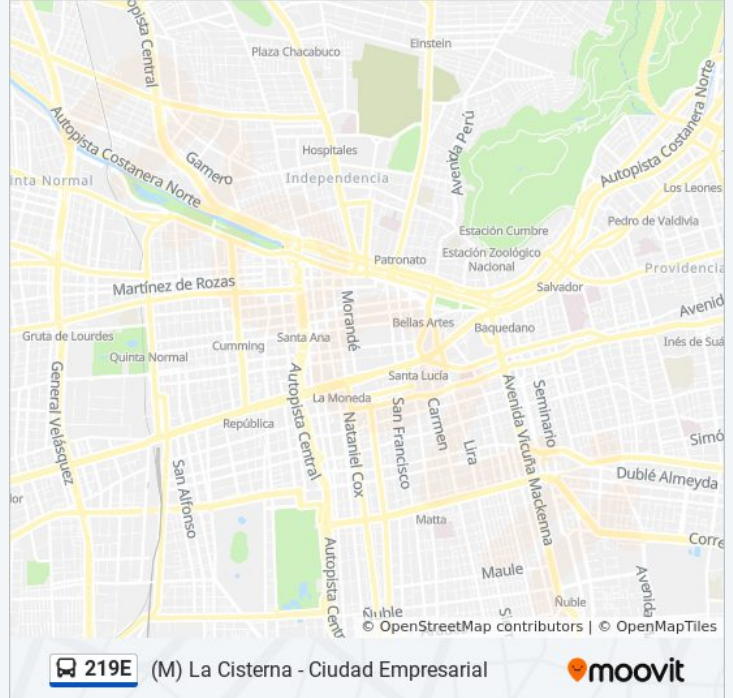 opista Central
Plaza Chacabuco
Einstein
Autopista Costanera Norte
Avenida Perú
Autopista Costanera Norte
Gamero
Hospitales
inta Normal
Independencia
Los Leones
Pedro de Valdivia
Estación Cumbre
Patronato
Estación Zoológico
Nacional
Providencia
Martínez de Rozas
Salvador
Morandé
Avenid
Bellas Artes
Baquedano
Gruta de Lourdes
Santa Ana
Cumming
Inés de Suá
Quinta Normal
General Velásquez
Autopista Central
Santa Lucía
La Moneda
Avenida Vicuña Mackenna
Seminario
San Francisco
Carmen
República
Nataniel Cox
Lira
Simó
San Alfonso
Dublé Almeyda
lor
Matta
Autopista Cent
Corre
Maule
Avenida
Ñuble
Ñuble
© OpenStreetMap contributors | © OpenMapTiles
219E (M) La Cisterna - Ciudad Empresarial moovit